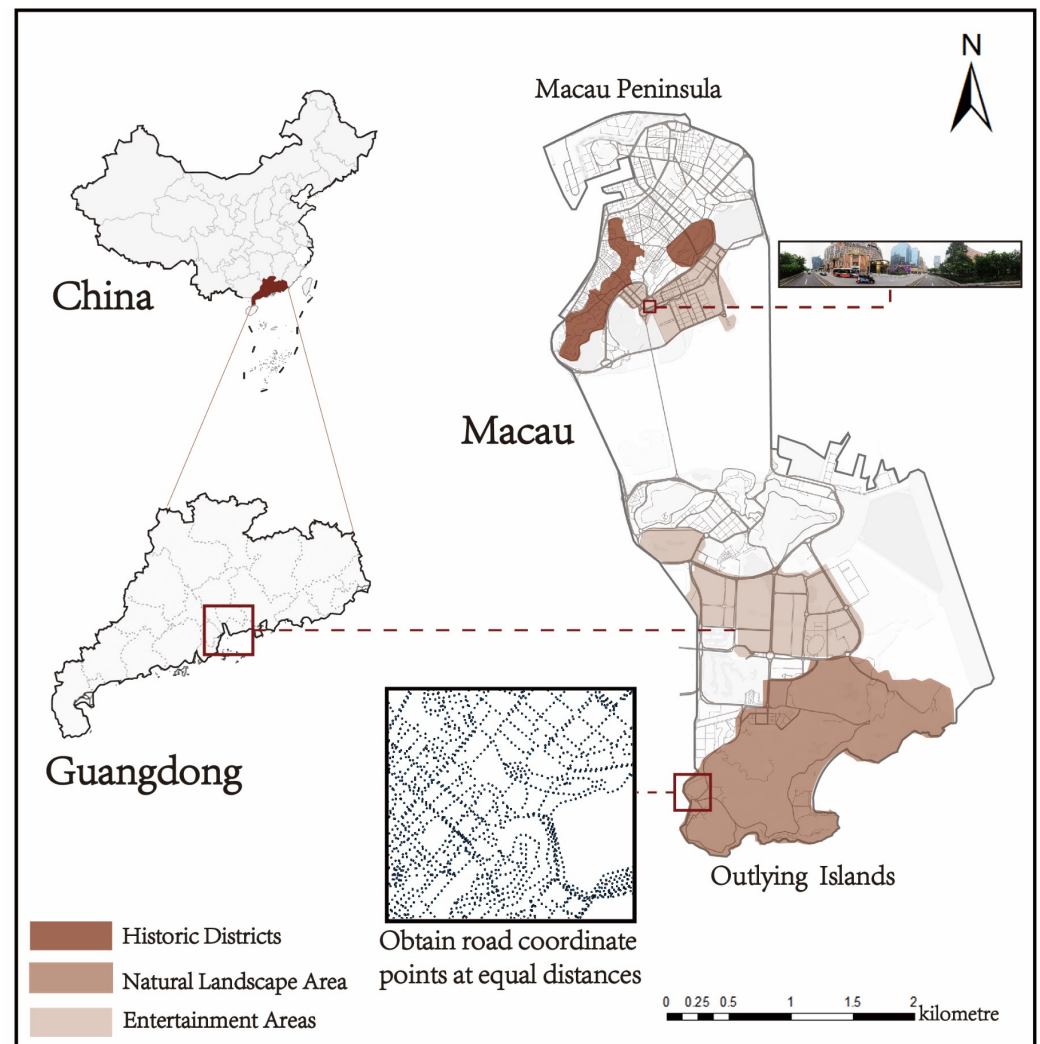 N
Macau Peninsula
China
Macau
Guangdong
Outlying Islands
Obtain road coordinate
points at equal distances
Historic Districts
Natural Landscape Area
Entertainment Areas
0 0.25 0.5 1 1.5 2
kilometre